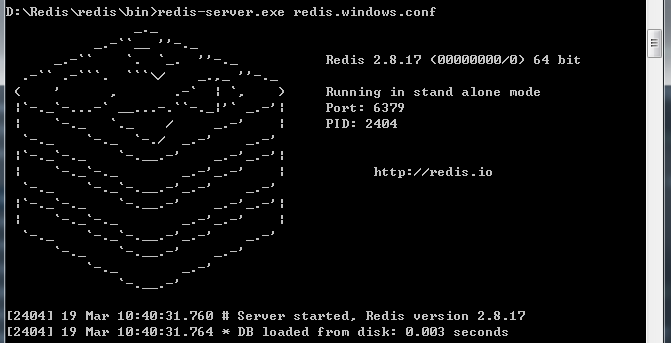 D:\Redis\redis\bin>redis-server.exe redis.windows.conf
Redis 2.8.17 (00000000/0) 64 bit
Running in stand alone mode
Port: 6379
PID: 2404
http://redis.io
[2404] 19 Mar 10:40:31.760 # Server started, Redis version 2.8.17
[2404] 19 Mar 10:40:31.764 * DB loaded from disk: 0.003 seconds